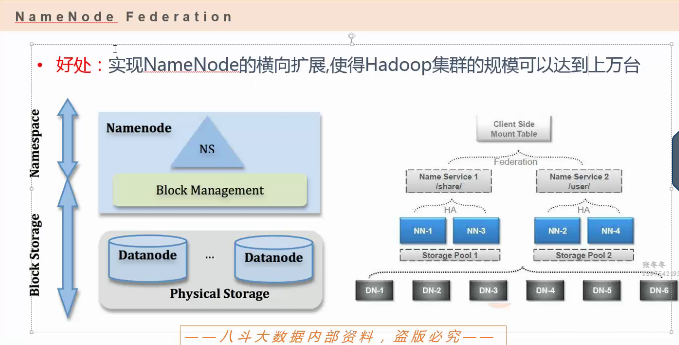 NameNode Federation
• 好处：实现NameNode的横向扩展,使得Hadoop集群的规模可以达到上万台
Namespace
Block Storage
Namenode
NS
Block Management
Datanode
...
Datanode
Physical Storage
Client Side
Mount Table
Federation
Name Service 1
/share/
Name Service 2
/user/
HA
HA
NN-1
NN-3
NN-2
NN-4
Storage Pool 1
Storage Pool 2
DN-1
DN-2
DN-3
DN-4
DN-5
DN-6
——八斗大数据内部资料，盗版必究——